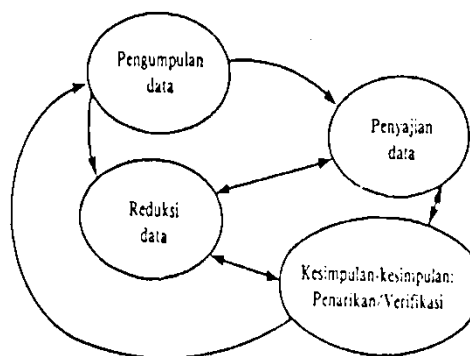 Pengumpulan
data
Penyajian
data
Reduksi
data
Kesimpulan-kesimpulan:
Penarikan/Verifikasi